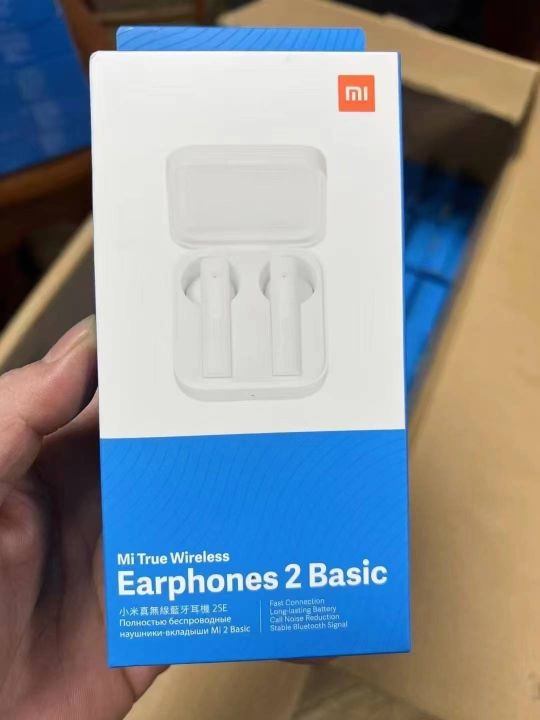 mi
Mi True Wireless
Earphones 2 Basic
小米真無線藍牙耳機 2SE
Полностью беспроводные
наушники-вкладыши Mi 2 Basic
Fast Connection
Long-lasting Battery
Call Noise Reduction
Stable Bluetooth Signal